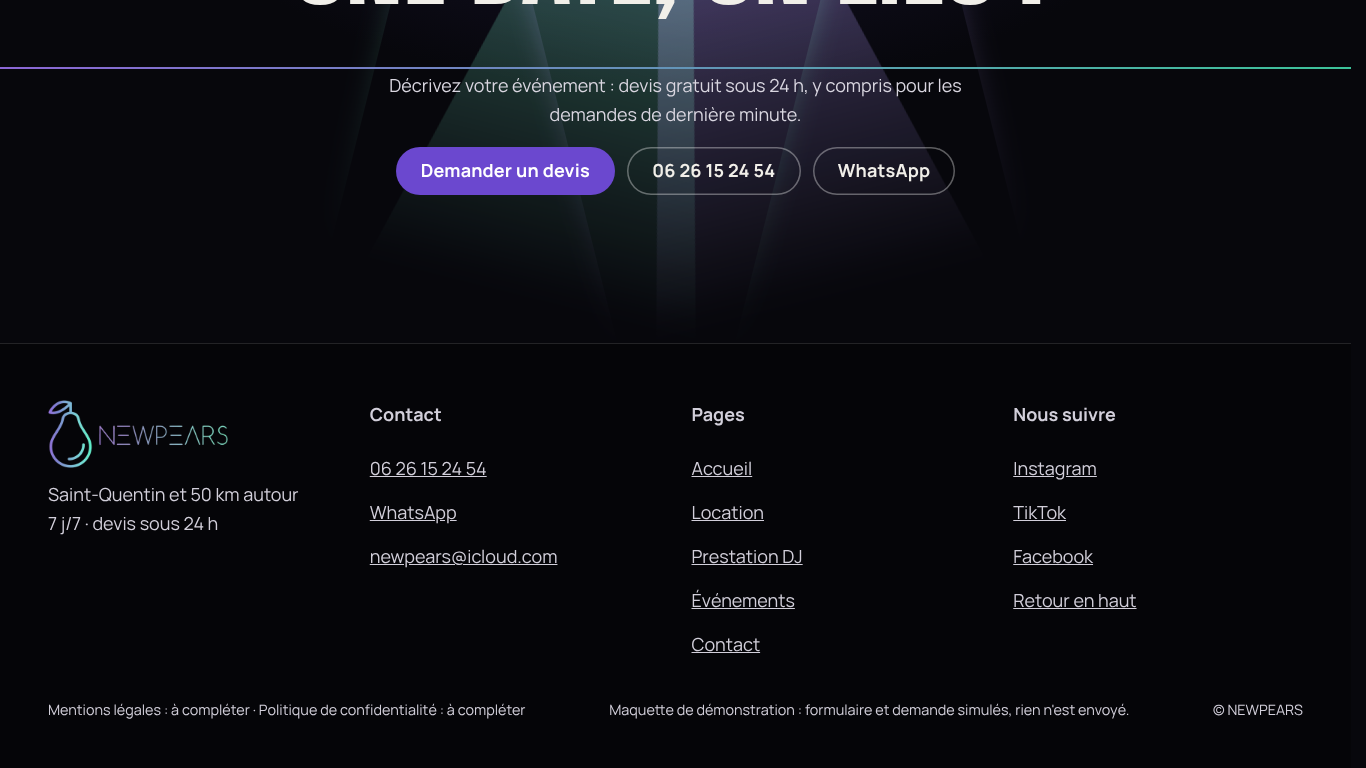 UNE DATE, UN LIEU ?
Décrivez votre événement : devis gratuit sous 24 h, y compris pour les
demandes de dernière minute.
Demander un devis
06 26 15 24 54
WhatsApp
NEWPEARS
Saint-Quentin et 50 km autour
7 j/7 · devis sous 24 h
Contact
06 26 15 24 54
WhatsApp
newpears@icloud.com
Pages
Accueil
Location
Prestation DJ
Événements
Contact
Nous suivre
Instagram
TikTok
Facebook
Retour en haut
Mentions légales : à compléter · Politique de confidentialité : à compléter
Maquette de démonstration : formulaire et demande simulés, rien n'est envoyé.
© NEWPEARS